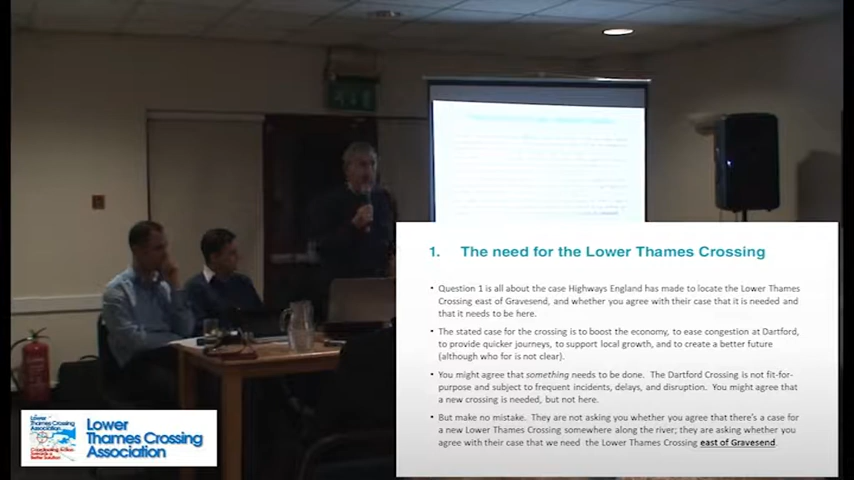 1. The need for the Lower Thames Crossing
• Question 1 is all about the case Highways England has made to locate the Lower Thames
Crossing east of Gravesend, and whether you agree with their case that it is needed and
that it needs to be here.
• The stated case for the crossing is to boost the economy, to ease congestion at Dartford,
to provide quicker journeys, to support local growth, and to create a better future
(although who for is not clear).
• You might agree that something needs to be done. The Dartford Crossing is not fit-for-
purpose and subject to frequent incidents, delays, and disruption. You might agree that
a new crossing is needed, but not here.
• But make no mistake. They are not asking you whether you agree that there's a case for
a new Lower Thames Crossing somewhere along the river; they are asking whether you
agree with their case that we need the Lower Thames Crossing east of Gravesend.
Lower
Thames Crossing
Association
Lower
Thames Crossing
Association